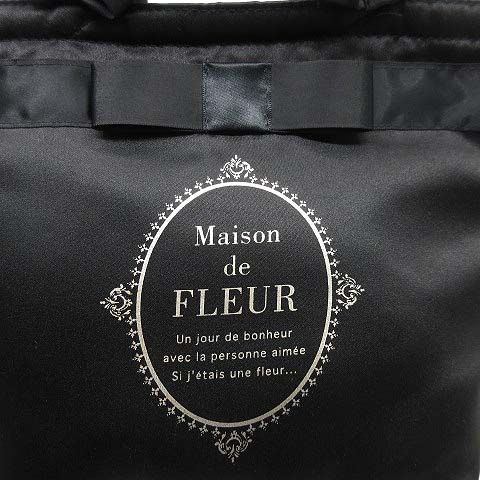 Maison
de
FLEUR
Un jour de bonheur
avec la personne aimée
Si j'étais une fleur...